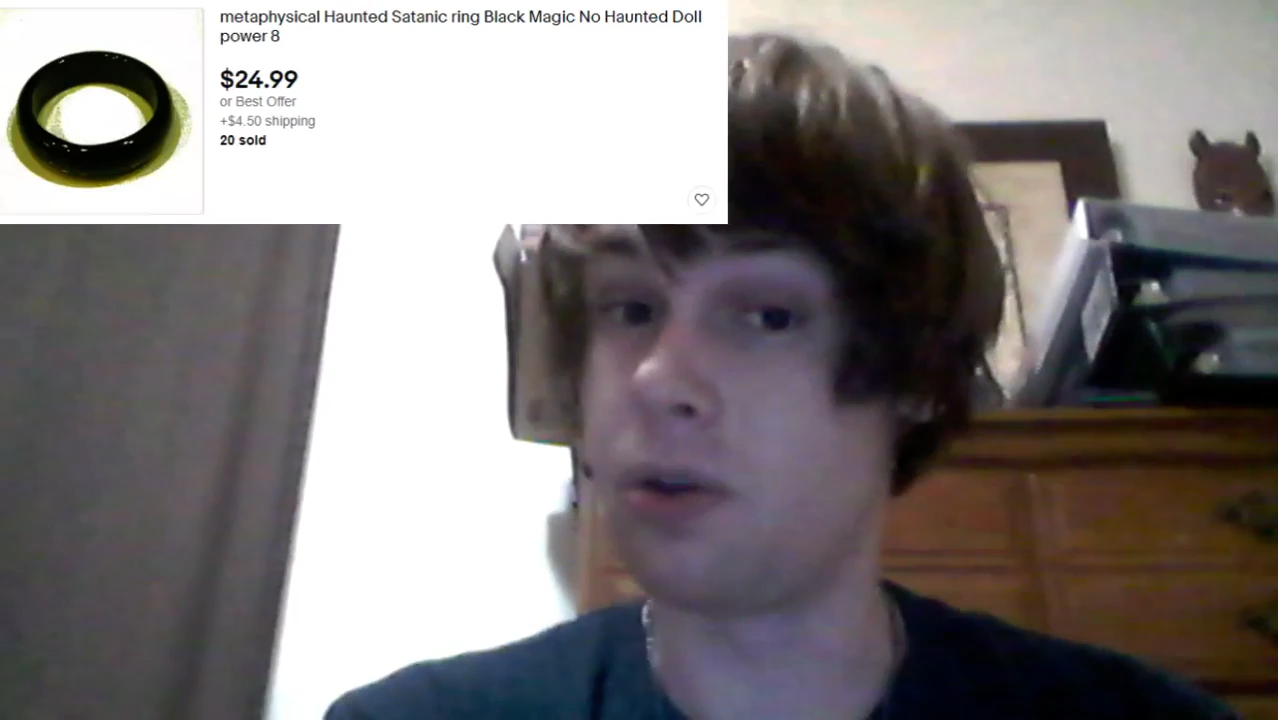 metaphysical Haunted Satanic ring Black Magic No Haunted Doll
power 8
$24.99
or Best Offer
+$4.50 shipping
20 sold